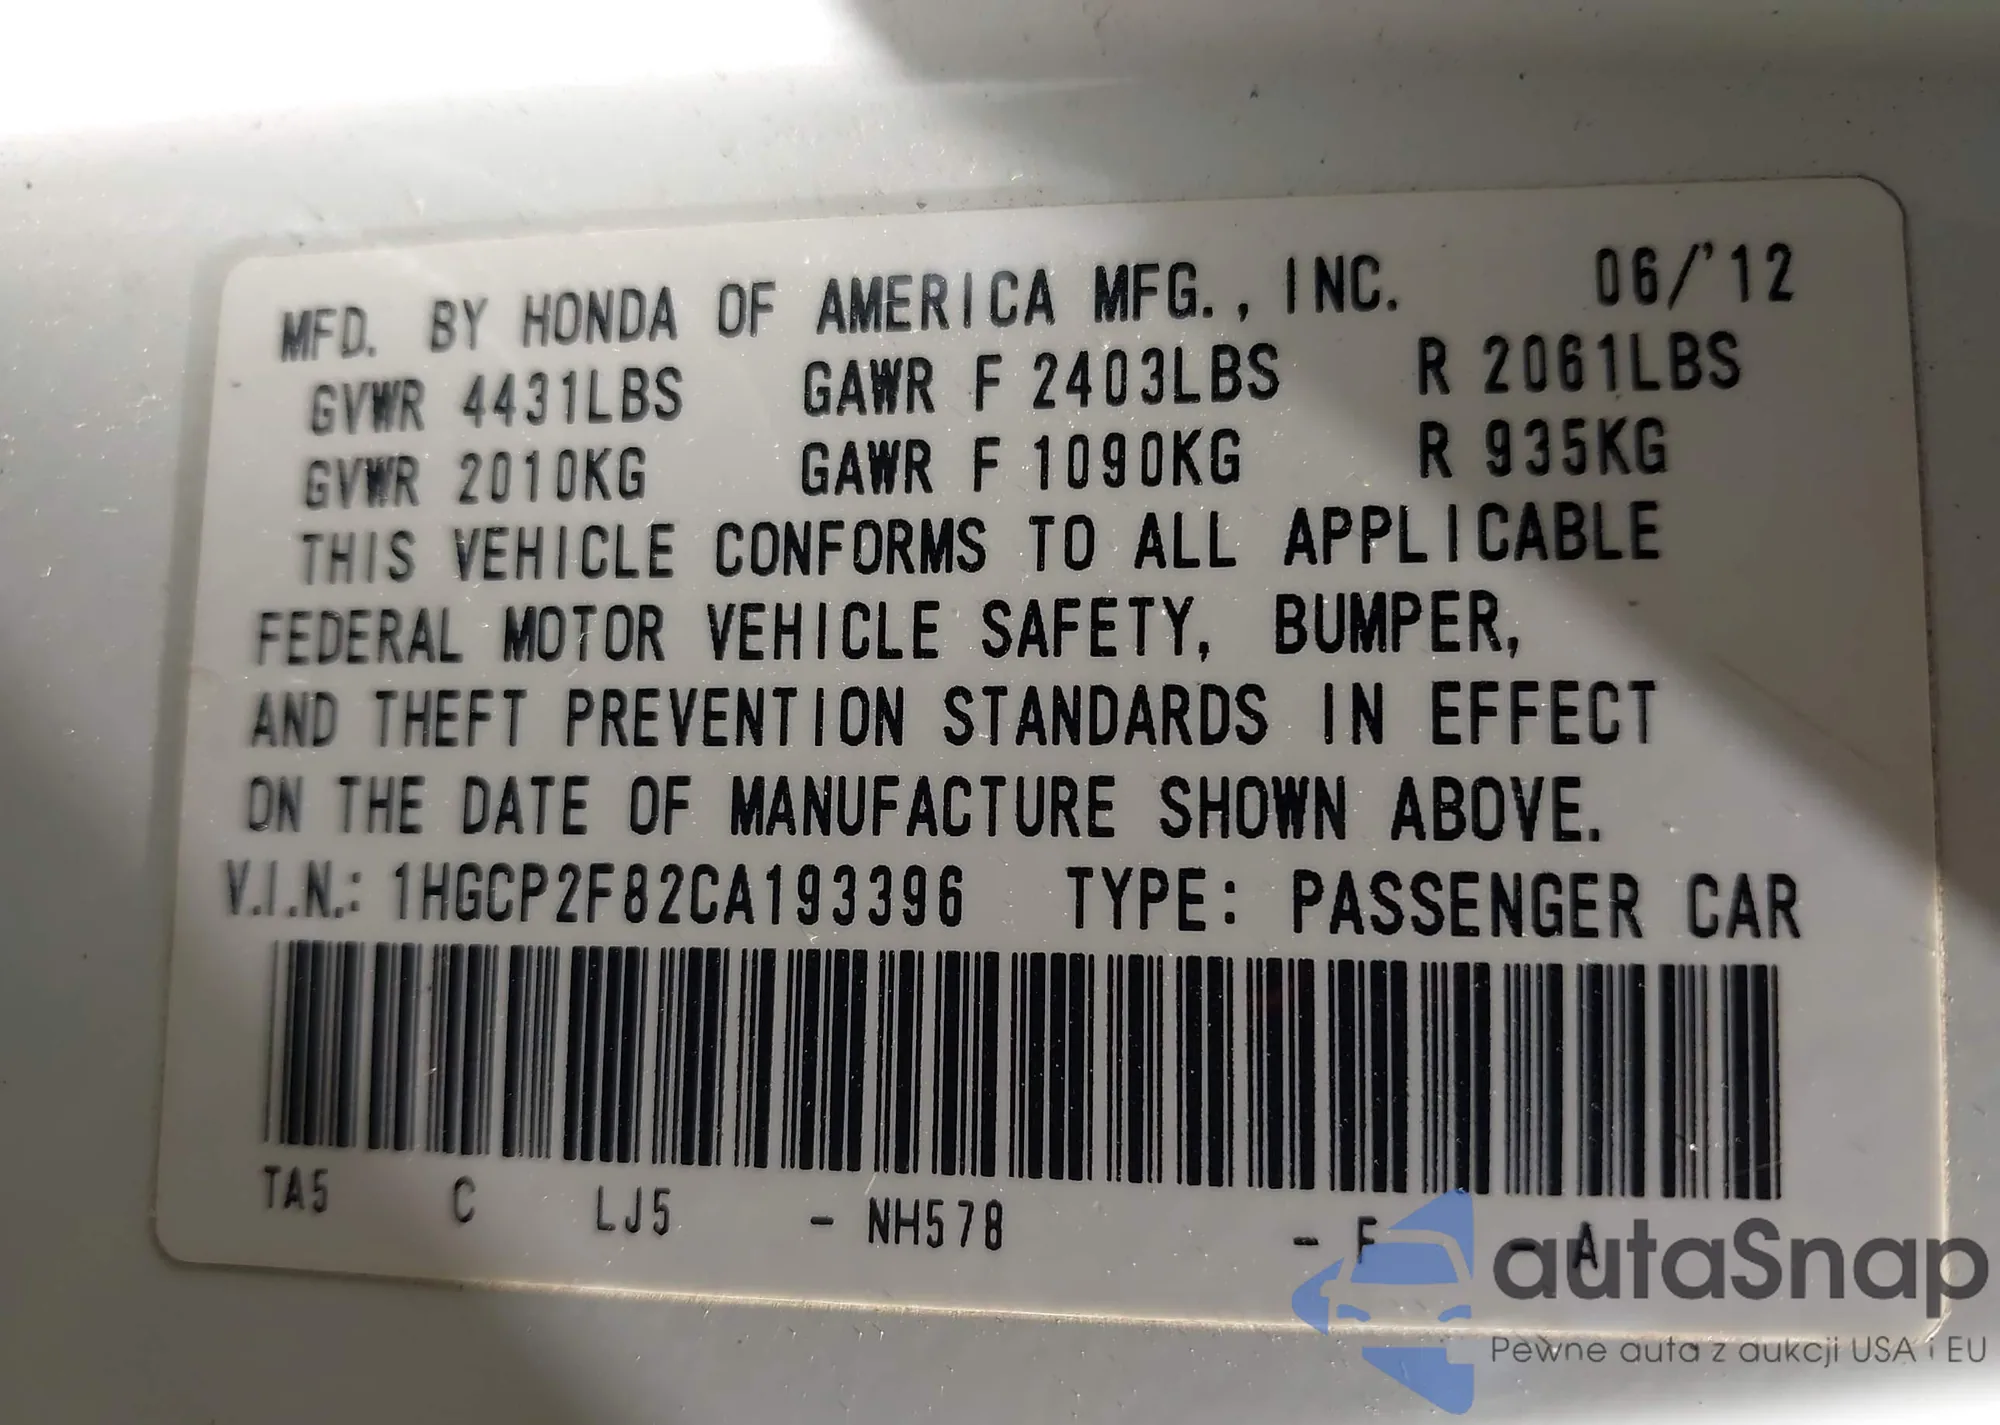 MFD. BY HONDA OF AMERICA MFG., INC. 06/'12
GVWR 4431LBS GAWR F 2403LBS R 2061LBS
GVWR 2010KG GAWR F 1090KG R 935KG
THIS VEHICLE CONFORMS TO ALL APPLICABLE
FEDERAL MOTOR VEHICLE SAFETY, BUMPER,
AND THEFT PREVENTION STANDARDS IN EFFECT
ON THE DATE OF MANUFACTURE SHOWN ABOVE.
V.I.N.: 1HGCP2F82CA193396 TYPE: PASSENGER CAR
TA5 C LJ5 - NH578 - F - A
autaSnap
Pewne auta z aukcji USA i EU